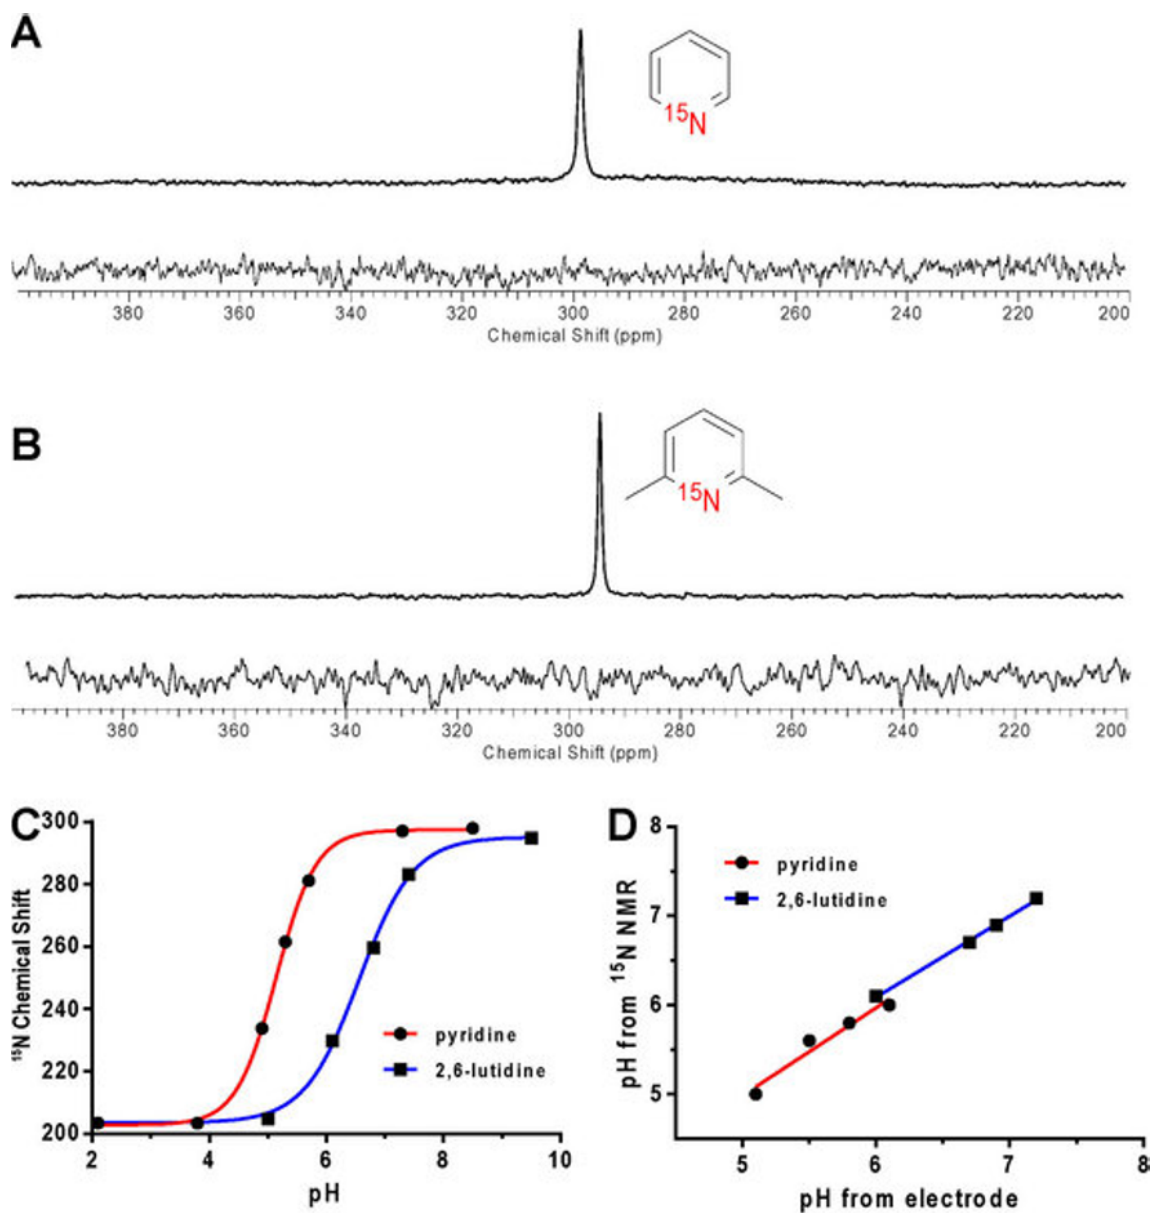 A
¹⁵N
380 360 340 320 300 280 260 240 220 200
Chemical Shift (ppm)
B
¹⁵N
380 360 340 320 300 280 260 240 220 200
Chemical Shift (ppm)
C
¹⁵N Chemical Shift
300
280
260
240
220
200
pyridine
2,6-lutidine
2 4 6 8 10
pH
D
pH from ¹⁵N NMR
8
7
6
5
pyridine
2,6-lutidine
5 6 7 8
pH from electrode